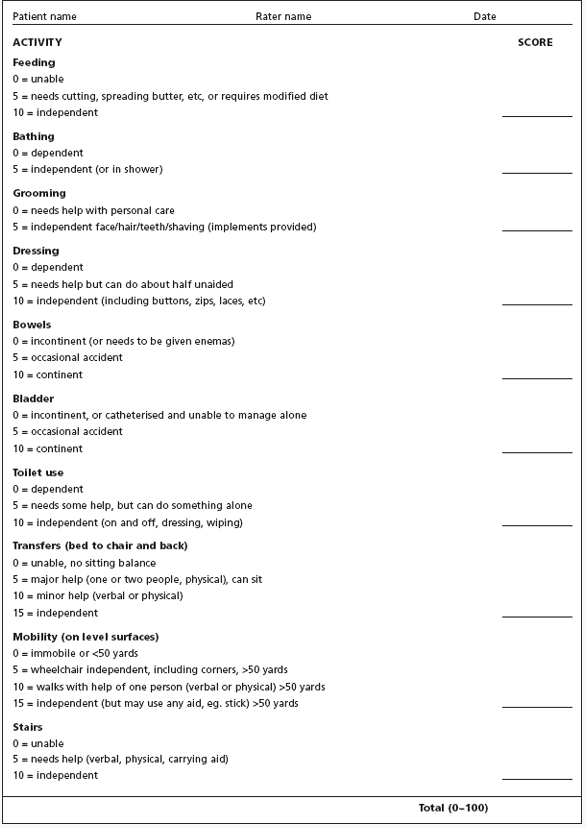 Patient name Rater name Date
ACTIVITY SCORE
Feeding
0 = unable
5 = needs cutting, spreading butter, etc, or requires modified diet
10 = independent
Bathing
0 = dependent
5 = independent (or in shower)
Grooming
0 = needs help with personal care
5 = independent face/hair/teeth/shaving (implements provided)
Dressing
0 = dependent
5 = needs help but can do about half unaided
10 = independent (including buttons, zips, laces, etc)
Bowels
0 = incontinent (or needs to be given enemas)
5 = occasional accident
10 = continent
Bladder
0 = incontinent, or catheterised and unable to manage alone
5 = occasional accident
10 = continent
Toilet use
0 = dependent
5 = needs some help, but can do something alone
10 = independent (on and off, dressing, wiping)
Transfers (bed to chair and back)
0 = unable, no sitting balance
5 = major help (one or two people, physical), can sit
10 = minor help (verbal or physical)
15 = independent
Mobility (on level surfaces)
0 = immobile or <50 yards
5 = wheelchair independent, including corners, >50 yards
10 = walks with help of one person (verbal or physical) >50 yards
15 = independent (but may use any aid, eg. stick) >50 yards
Stairs
0 = unable
5 = needs help (verbal, physical, carrying aid)
10 = independent
Total (0–100)